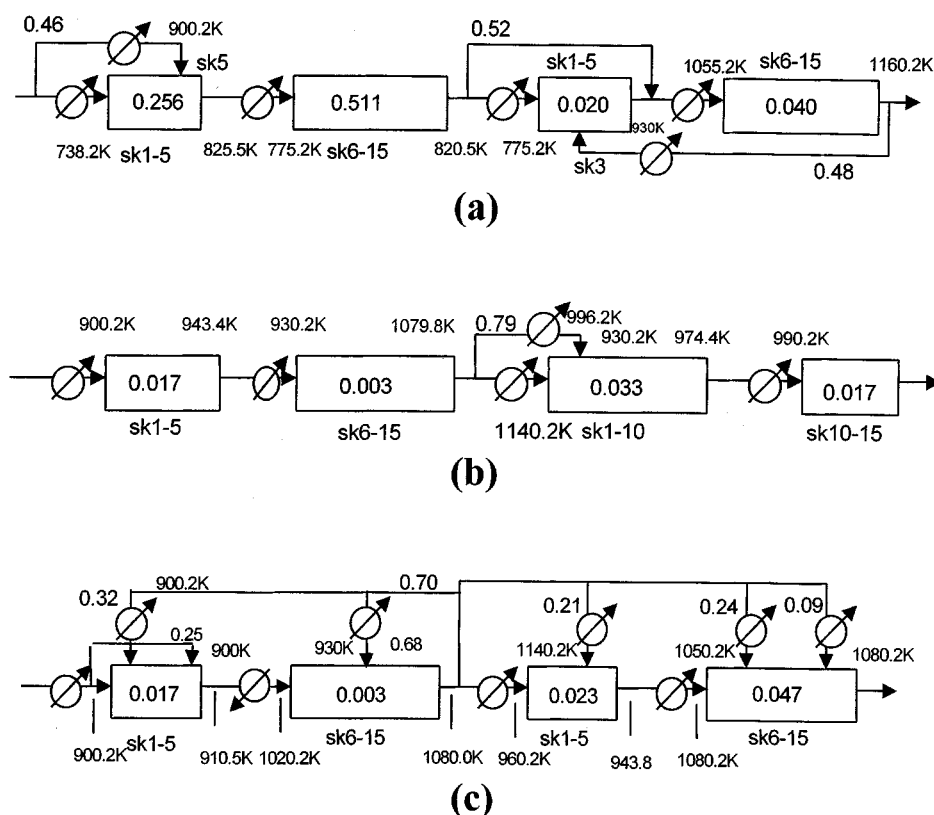 0.46 900.2K 0.52 sk6-15
sk5 sk1-5 1055.2K 1160.2K
0.256 0.511 0.020 0.040
930K
738.2K sk1-5 825.5K 775.2K sk6-15 820.5K 775.2K sk3 0.48
(a)
900.2K 943.4K 930.2K 1079.8K 0.79 996.2K 930.2K 974.4K 990.2K
0.017 0.003 0.033 0.017
sk1-5 sk6-15 1140.2K sk1-10 sk10-15
(b)
0.32 900.2K 0.70 0.21 0.24 0.09
0.25 900K 930K 0.68 1140.2K 1050.2K 1080.2K
0.017 0.003 0.023 0.047
900.2K sk1-5 910.5K 1020.2K sk6-15 1080.0K 960.2K sk1-5 943.8 1080.2K sk6-15
(c)